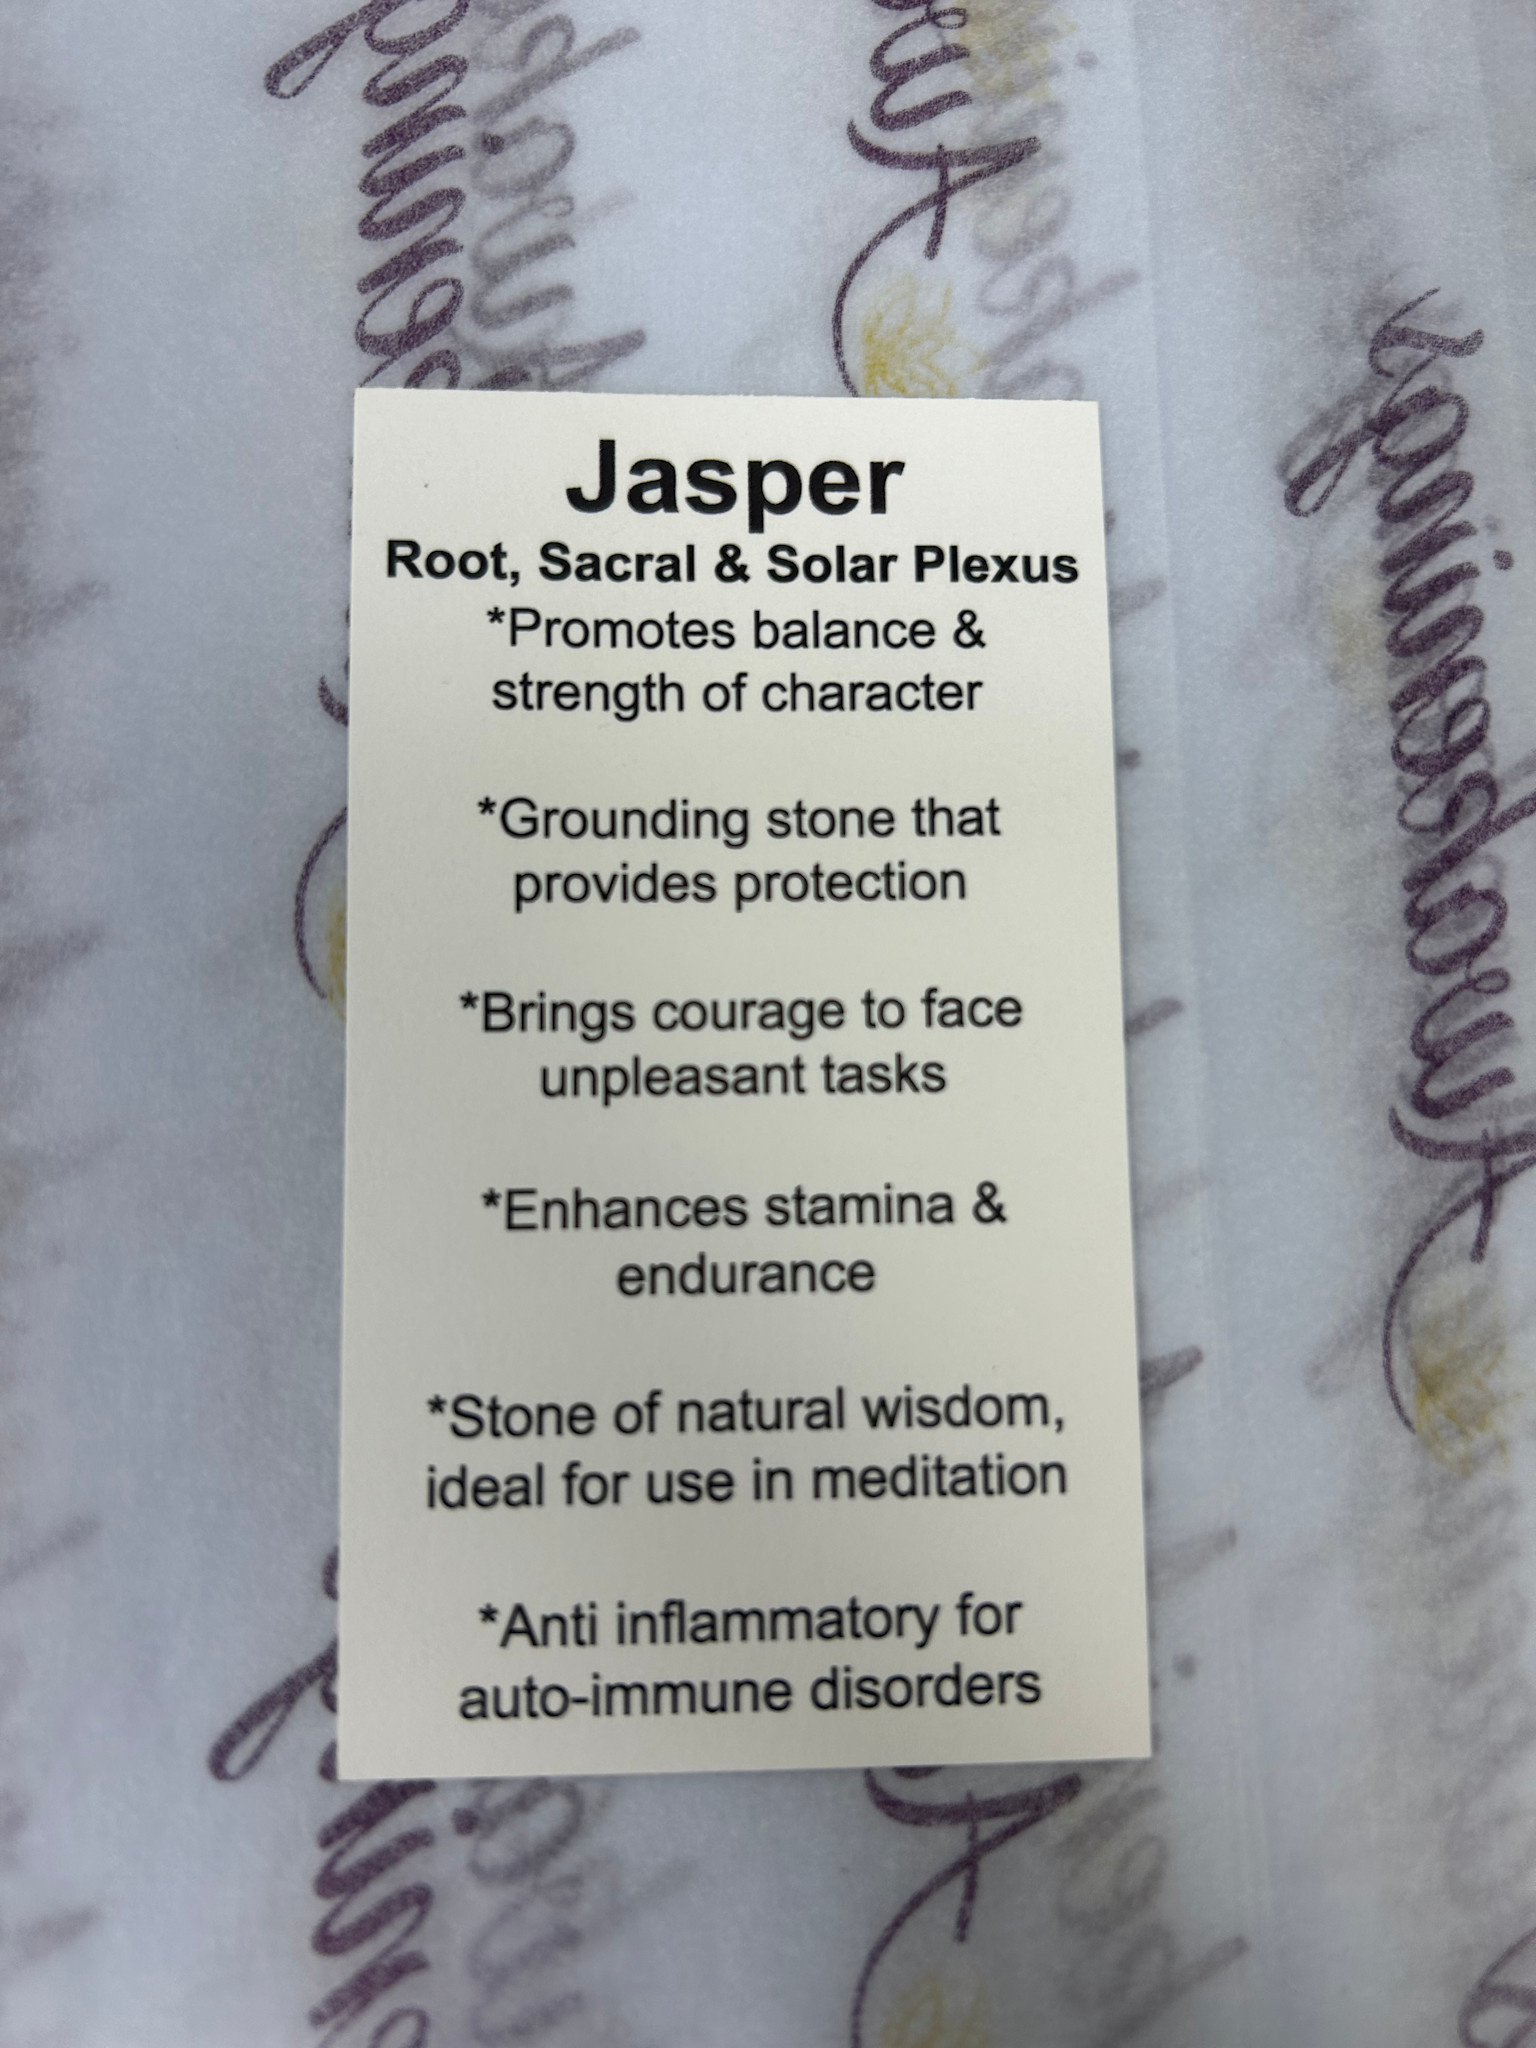 Jasper
Root, Sacral & Solar Plexus
*Promotes balance &
strength of character
*Grounding stone that
provides protection
*Brings courage to face
unpleasant tasks
*Enhances stamina &
endurance
*Stone of natural wisdom,
ideal for use in meditation
*Anti inflammatory for
auto-immune disorders